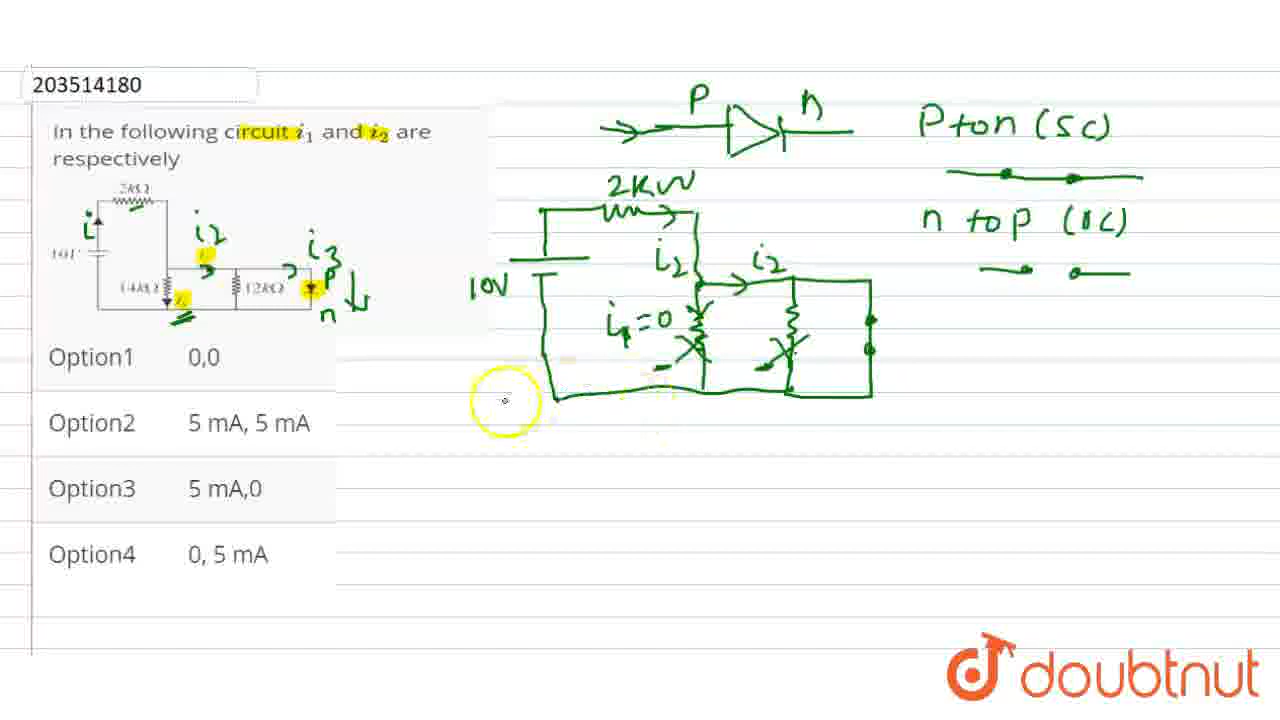 203514180
In the following circuit i₁ and i₂ are
respectively
2kΩ
i
i2
i3
10V
14kΩ
12kΩ
P
n
Option1 0,0
Option2 5 mA, 5 mA
Option3 5 mA,0
Option4 0, 5 mA
P n
P to n (SC)
n to p (OC)
2KW
i2 i2
10V
i1=0
doubtnut